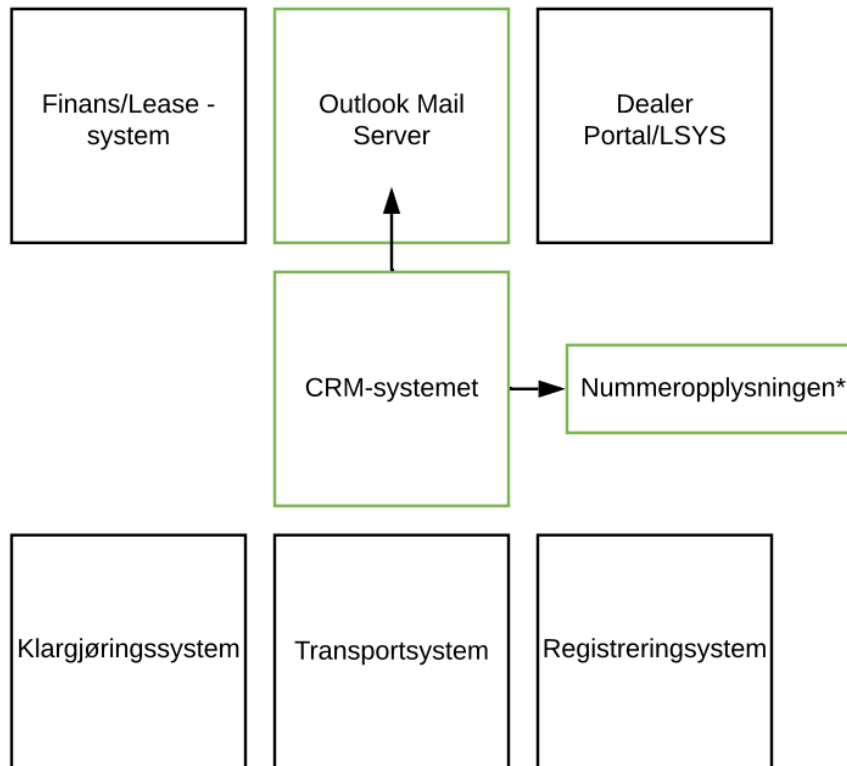 Finans/Lease -
system
Outlook Mail
Server
Dealer
Portal/LSYS
CRM-systemet
Nummeropplysningen*
Klargjøringssystem
Transportsystem
Registreringsystem